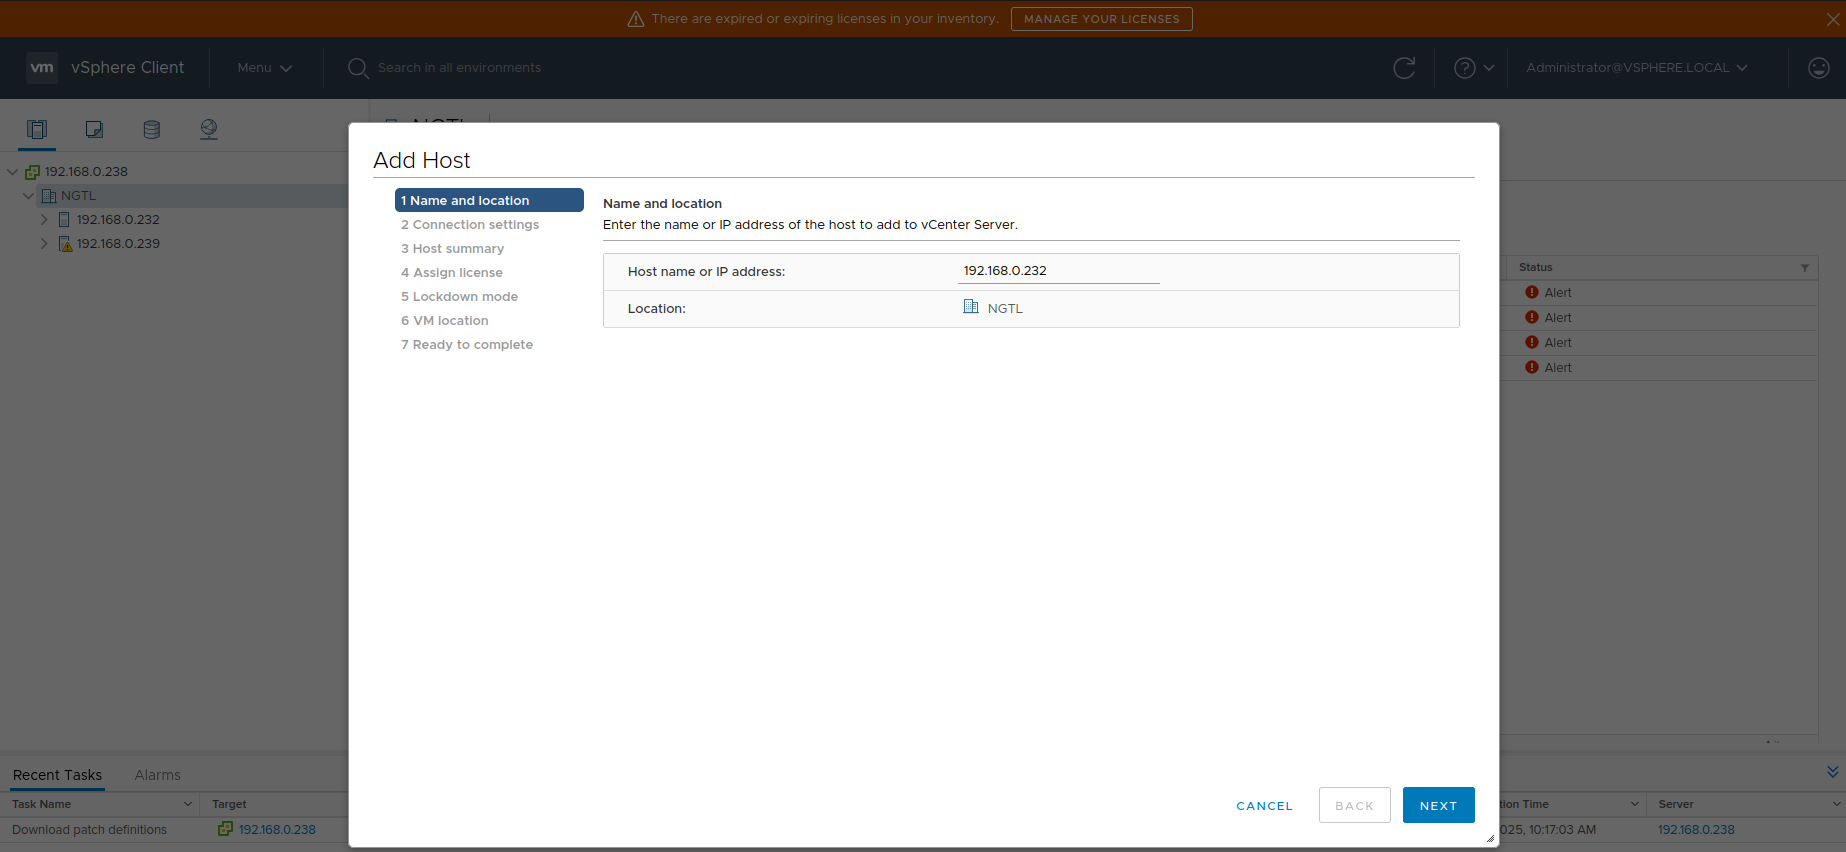 There are expired or expiring licenses in your inventory. MANAGE YOUR LICENSES
vm vSphere Client Menu Search in all environments Administrator@VSPHERE.LOCAL
192.168.0.238
NGTL
192.168.0.232
192.168.0.239
Add Host
1 Name and location
2 Connection settings
3 Host summary
4 Assign license
5 Lockdown mode
6 VM location
7 Ready to complete
Name and location
Enter the name or IP address of the host to add to vCenter Server.
Host name or IP address: 192.168.0.232
Location: NGTL
Status
Alert
Alert
Alert
Alert
CANCEL BACK NEXT
Recent Tasks Alarms
Task Name Target Time Server
Download patch definitions 192.168.0.238 10:17:03 AM 192.168.0.238